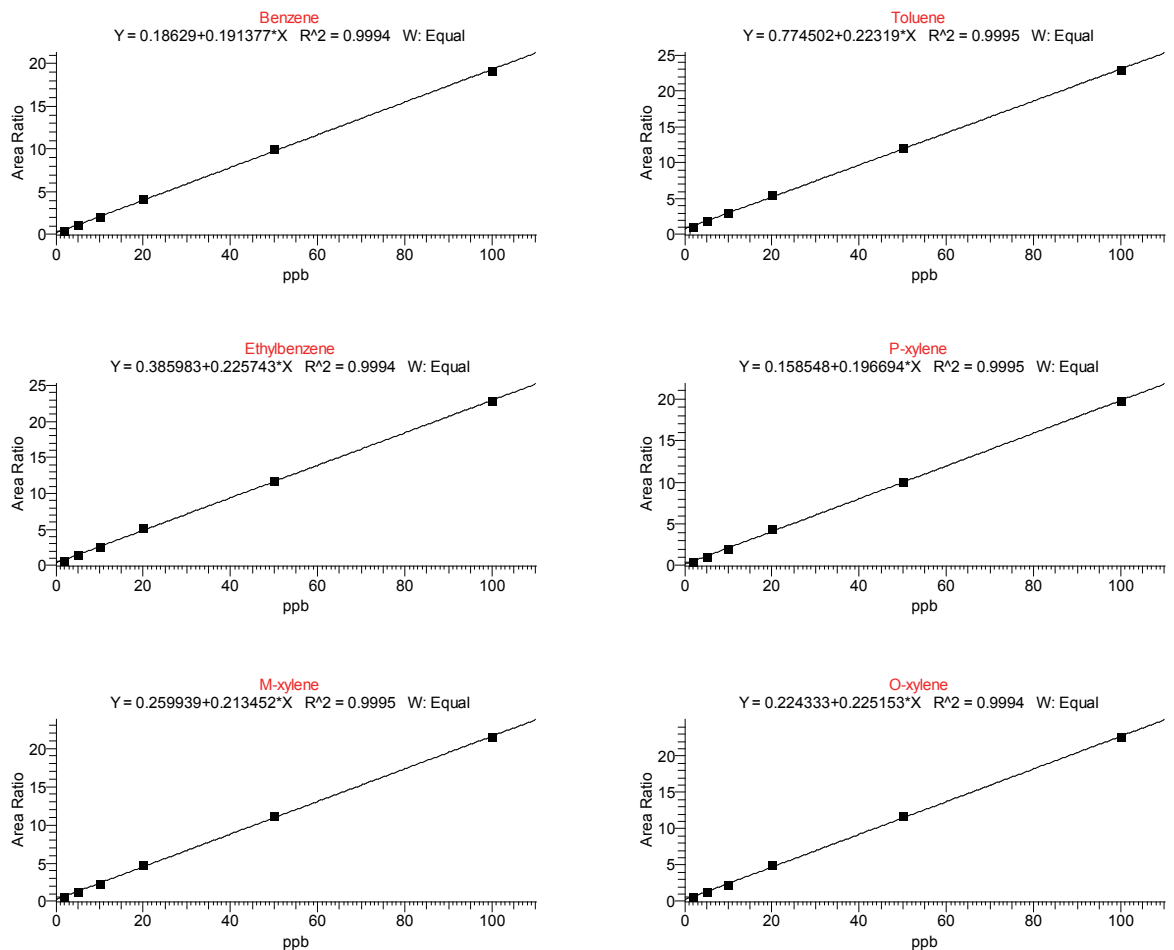 Benzene
Y = 0.18629+0.191377*X R^2 = 0.9994 W: Equal
20
15
10
5
0
Area Ratio
0 20 40 60 80 100
ppb
Toluene
Y = 0.774502+0.22319*X R^2 = 0.9995 W: Equal
25
20
15
10
5
0
Area Ratio
0 20 40 60 80 100
ppb
Ethylbenzene
Y = 0.385983+0.225743*X R^2 = 0.9994 W: Equal
25
20
15
10
5
0
Area Ratio
0 20 40 60 80 100
ppb
P-xylene
Y = 0.158548+0.196694*X R^2 = 0.9995 W: Equal
20
15
10
5
0
Area Ratio
0 20 40 60 80 100
ppb
M-xylene
Y = 0.259939+0.213452*X R^2 = 0.9995 W: Equal
20
15
10
5
0
Area Ratio
0 20 40 60 80 100
ppb
O-xylene
Y = 0.224333+0.225153*X R^2 = 0.9994 W: Equal
20
15
10
5
0
Area Ratio
0 20 40 60 80 100
ppb